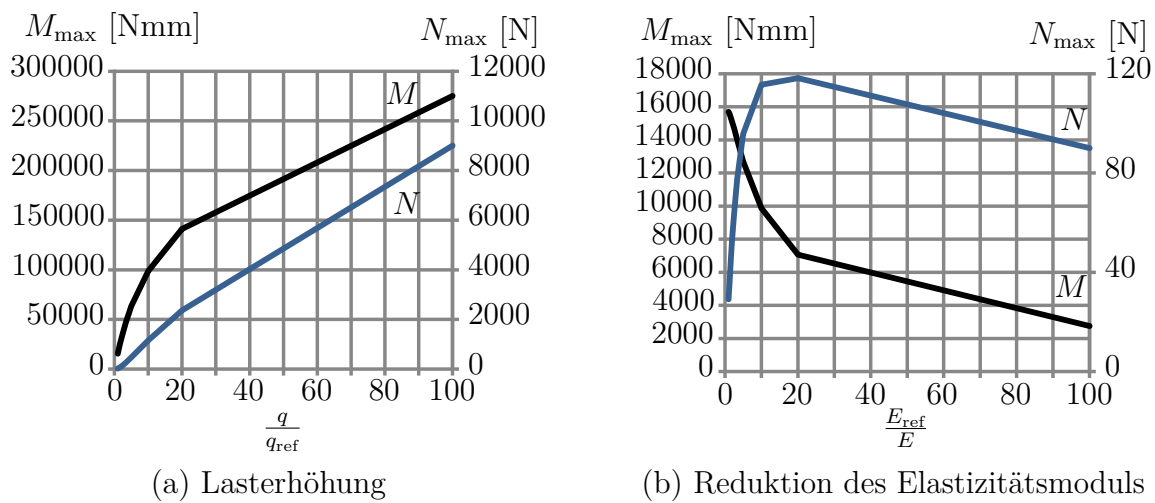 M_max [Nmm] N_max [N]
300000 12000
250000 M 10000
200000 8000
150000 N 6000
100000 4000
50000 2000
0 0
0 20 40 60 80 100
q/q_ref
(a) Lasterhöhung
M_max [Nmm] N_max [N]
18000 120
16000
14000 N
12000 80
10000
8000
6000 40
4000 M
2000
0 0
0 20 40 60 80 100
E_ref/E
(b) Reduktion des Elastizitätsmoduls